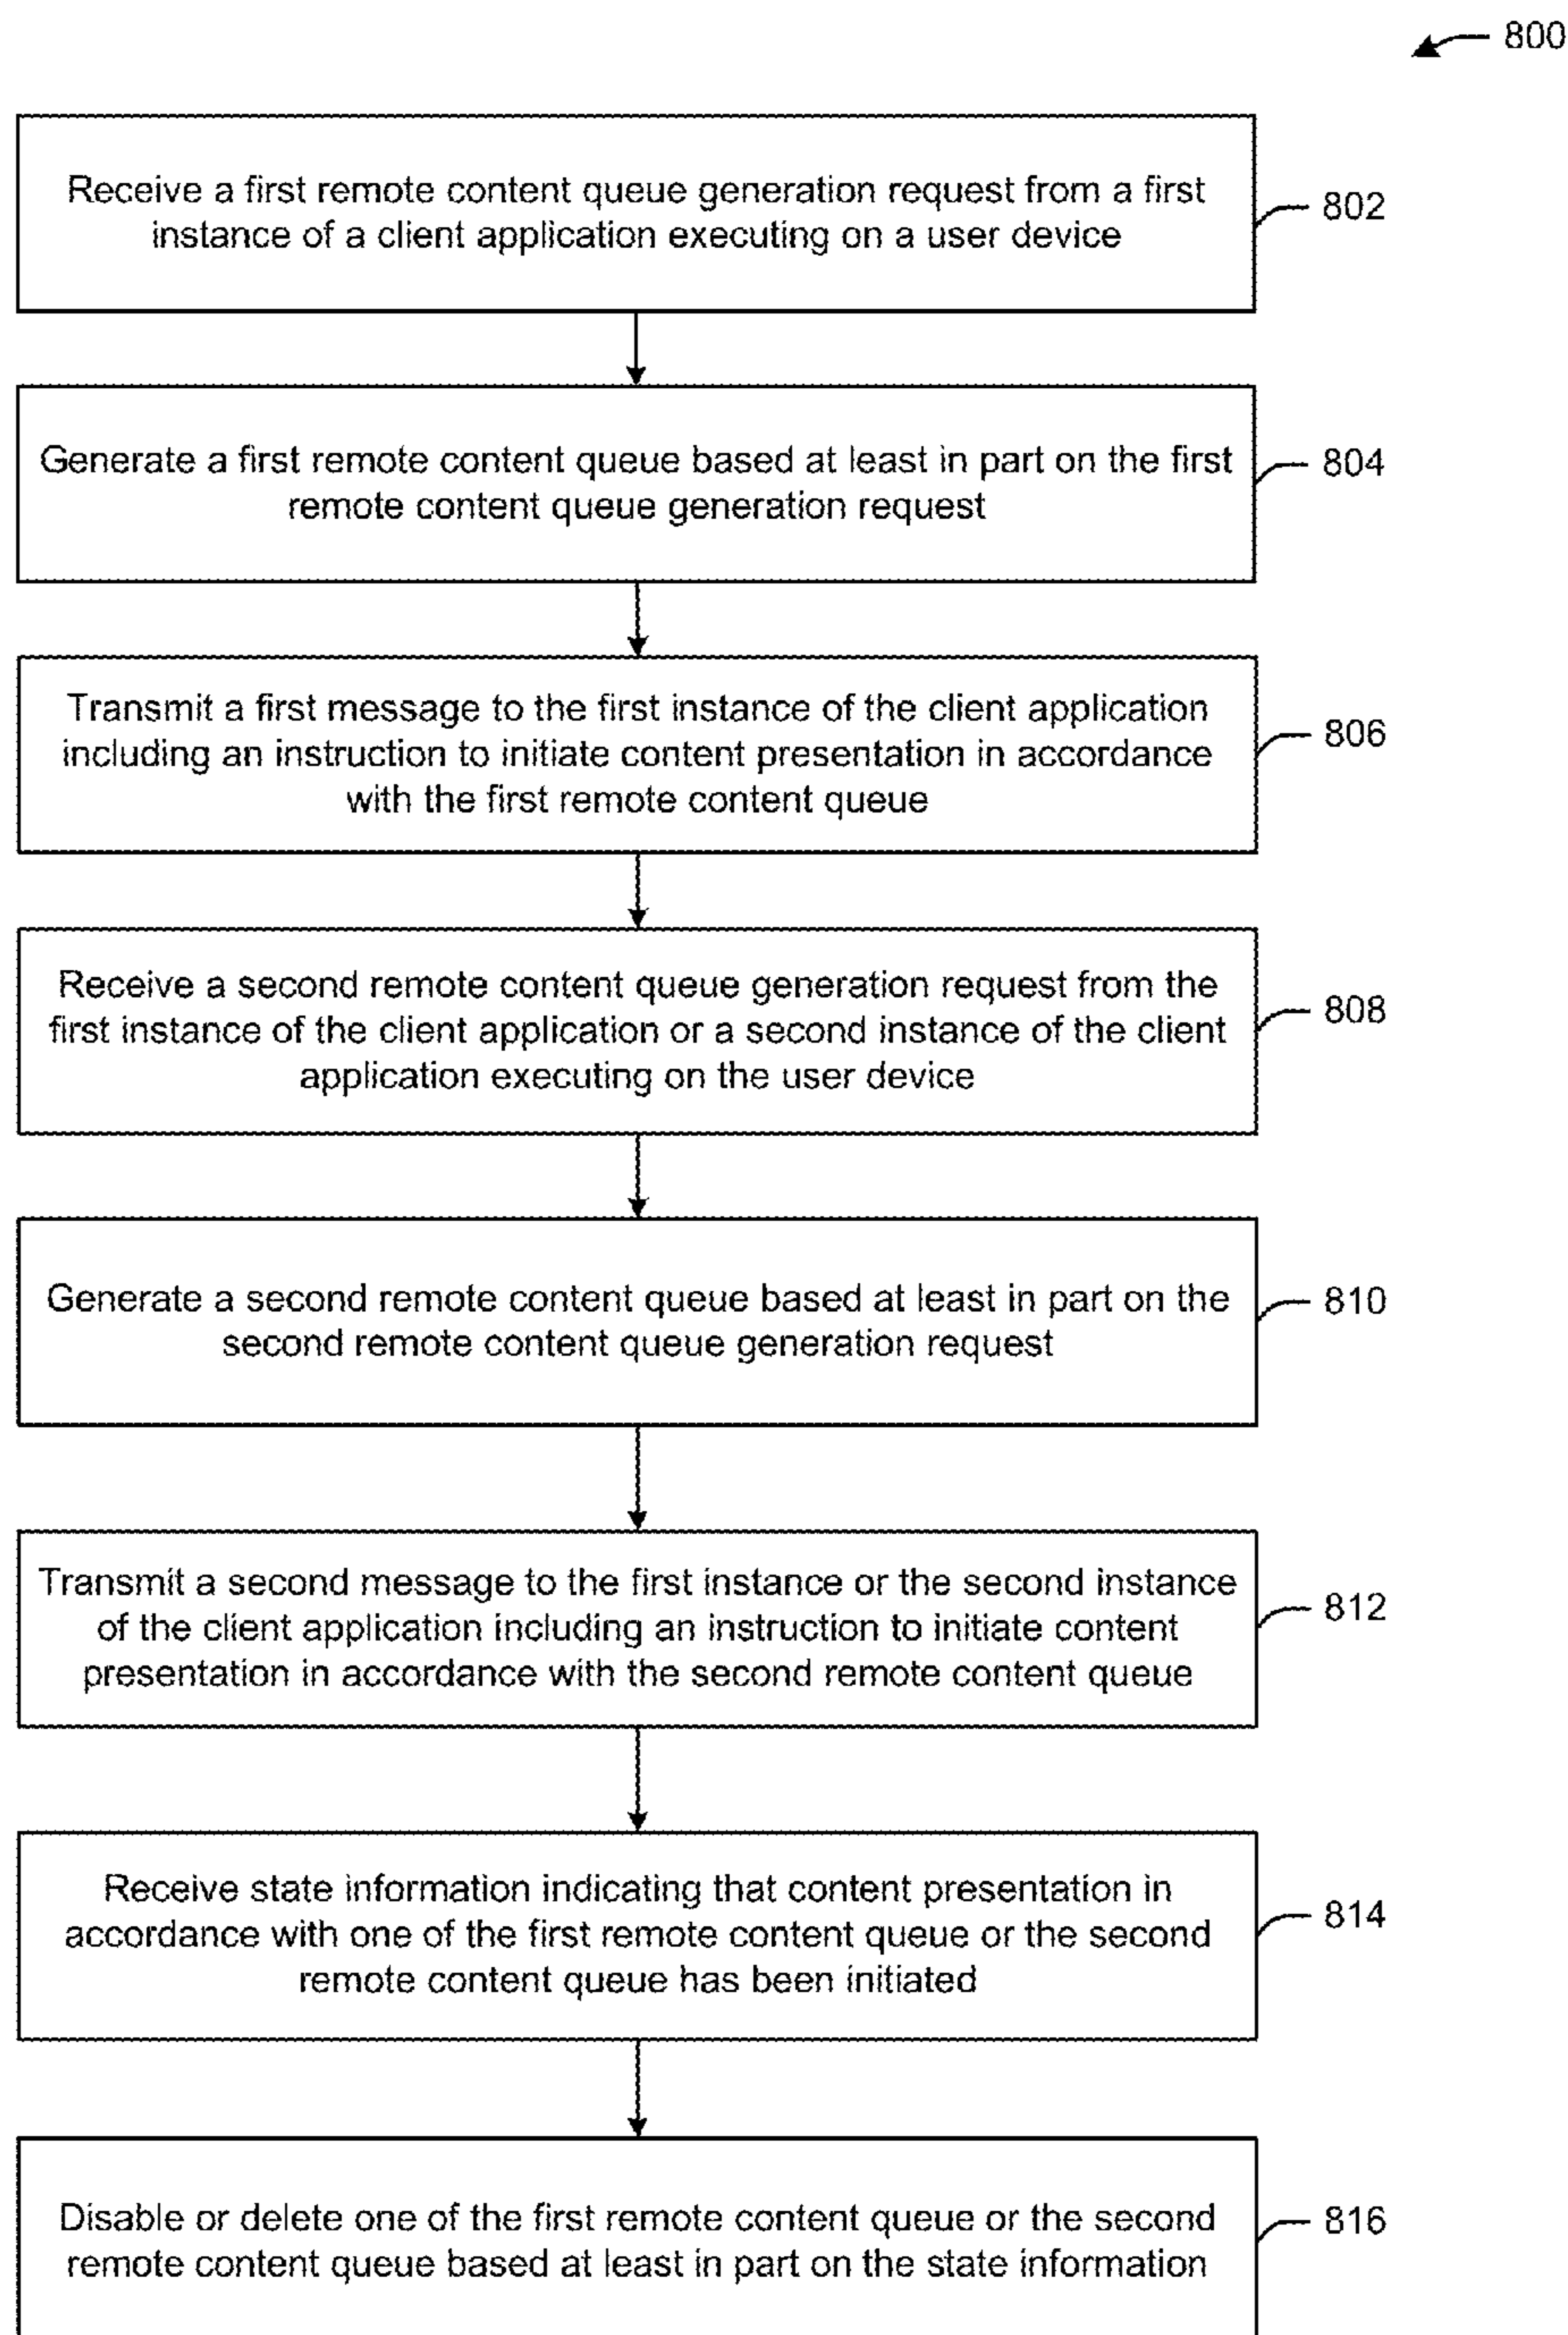 800
Receive a first remote content queue generation request from a first
instance of a client application executing on a user device
802
Generate a first remote content queue based at least in part on the first
remote content queue generation request
804
Transmit a first message to the first instance of the client application
including an instruction to initiate content presentation in accordance
with the first remote content queue
806
Receive a second remote content queue generation request from the
first instance of the client application or a second instance of the client
application executing on the user device
808
Generate a second remote content queue based at least in part on the
second remote content queue generation request
810
Transmit a second message to the first instance or the second instance
of the client application including an instruction to initiate content
presentation in accordance with the second remote content queue
812
Receive state information indicating that content presentation in
accordance with one of the first remote content queue or the second
remote content queue has been initiated
814
Disable or delete one of the first remote content queue or the second
remote content queue based at least in part on the state information
816